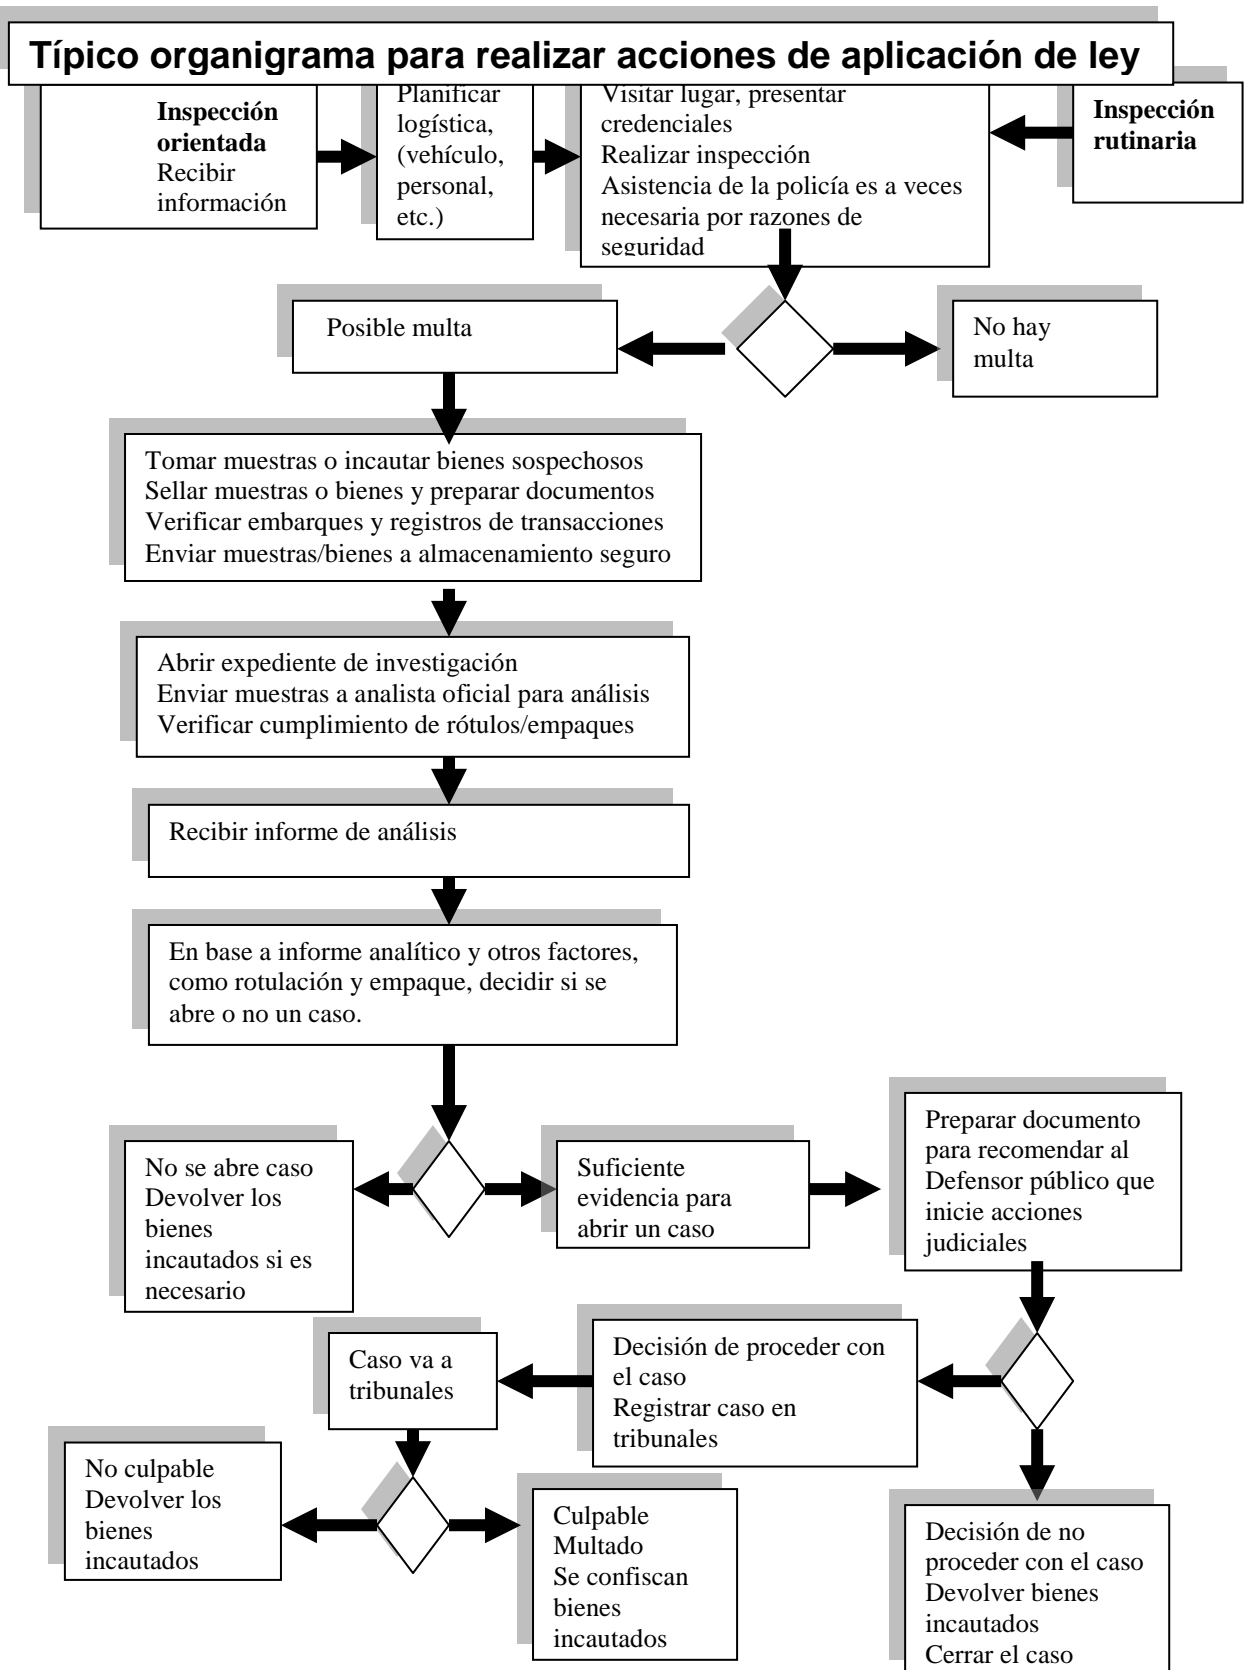 Típico organigrama para realizar acciones de aplicación de ley
Inspección
orientada
Recibir
información
Planificar
logística,
(vehículo,
personal,
etc.)
Visitar lugar, presentar
credenciales
Realizar inspección
Asistencia de la policía es a veces
necesaria por razones de
seguridad
Inspección
rutinaria
Posible multa
No hay
multa
Tomar muestras o incautar bienes sospechosos
Sellar muestras o bienes y preparar documentos
Verificar embarques y registros de transacciones
Enviar muestras/bienes a almacenamiento seguro
Abrir expediente de investigación
Enviar muestras a analista oficial para análisis
Verificar cumplimiento de rótulos/empaques
Recibir informe de análisis
En base a informe analítico y otros factores,
como rotulación y empaque, decidir si se
abre o no un caso.
No se abre caso
Devolver los
bienes
incautados si es
necesario
Suficiente
evidencia para
abrir un caso
Preparar documento
para recomendar al
Defensor público que
inicie acciones
judiciales
Caso va a
tribunales
Decisión de proceder con
el caso
Registrar caso en
tribunales
No culpable
Devolver los
bienes
incautados
Culpable
Multado
Se confiscan
bienes
incautados
Decisión de no
proceder con el caso
Devolver bienes
incautados
Cerrar el caso